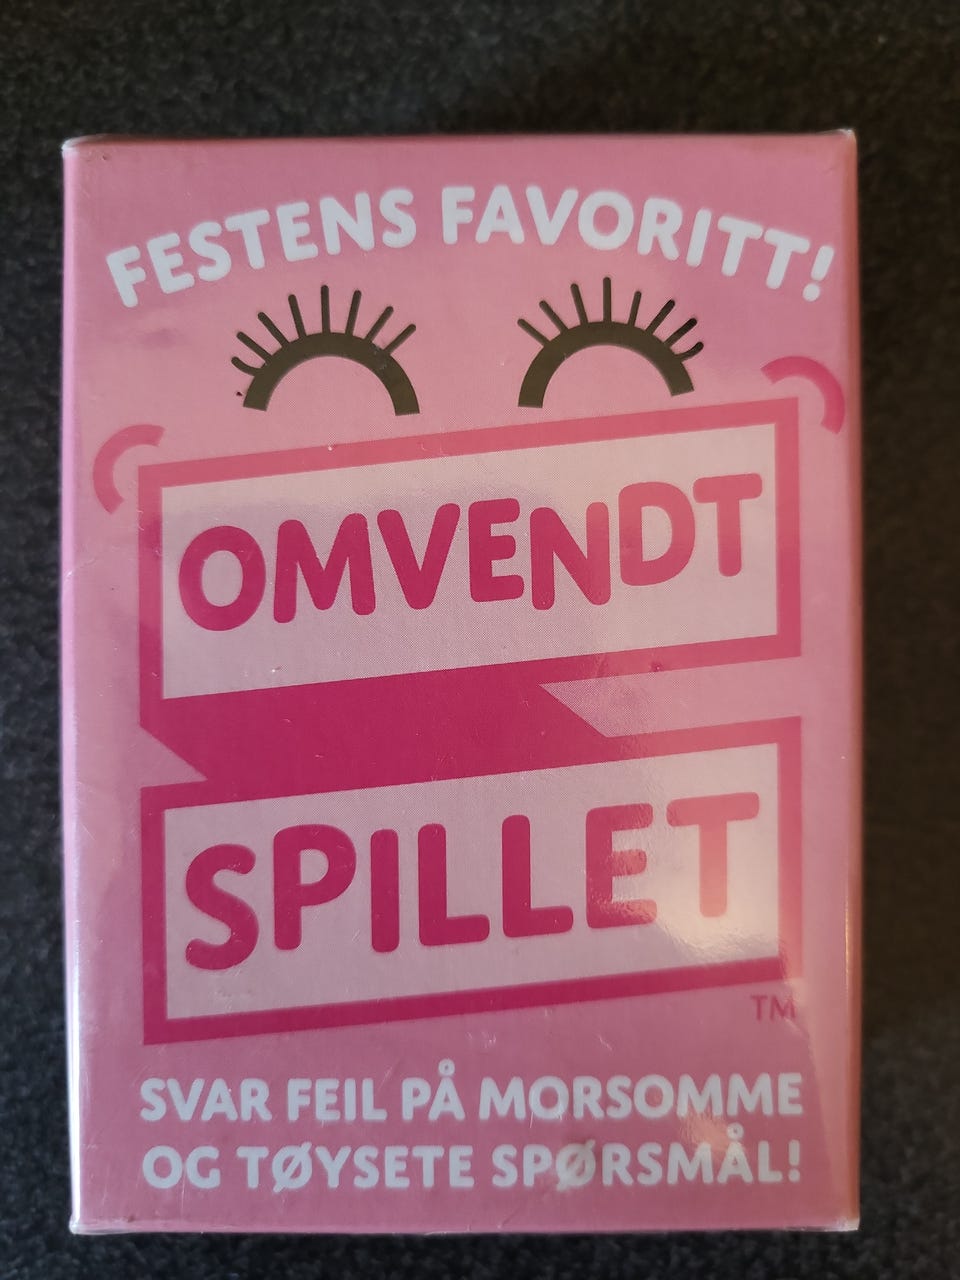 FESTENS FAVORITT!
OMVENDT
SPILLET
TM
SVAR FEIL PÅ MORSOMME
OG TØYSETE SPØRSMÅL!